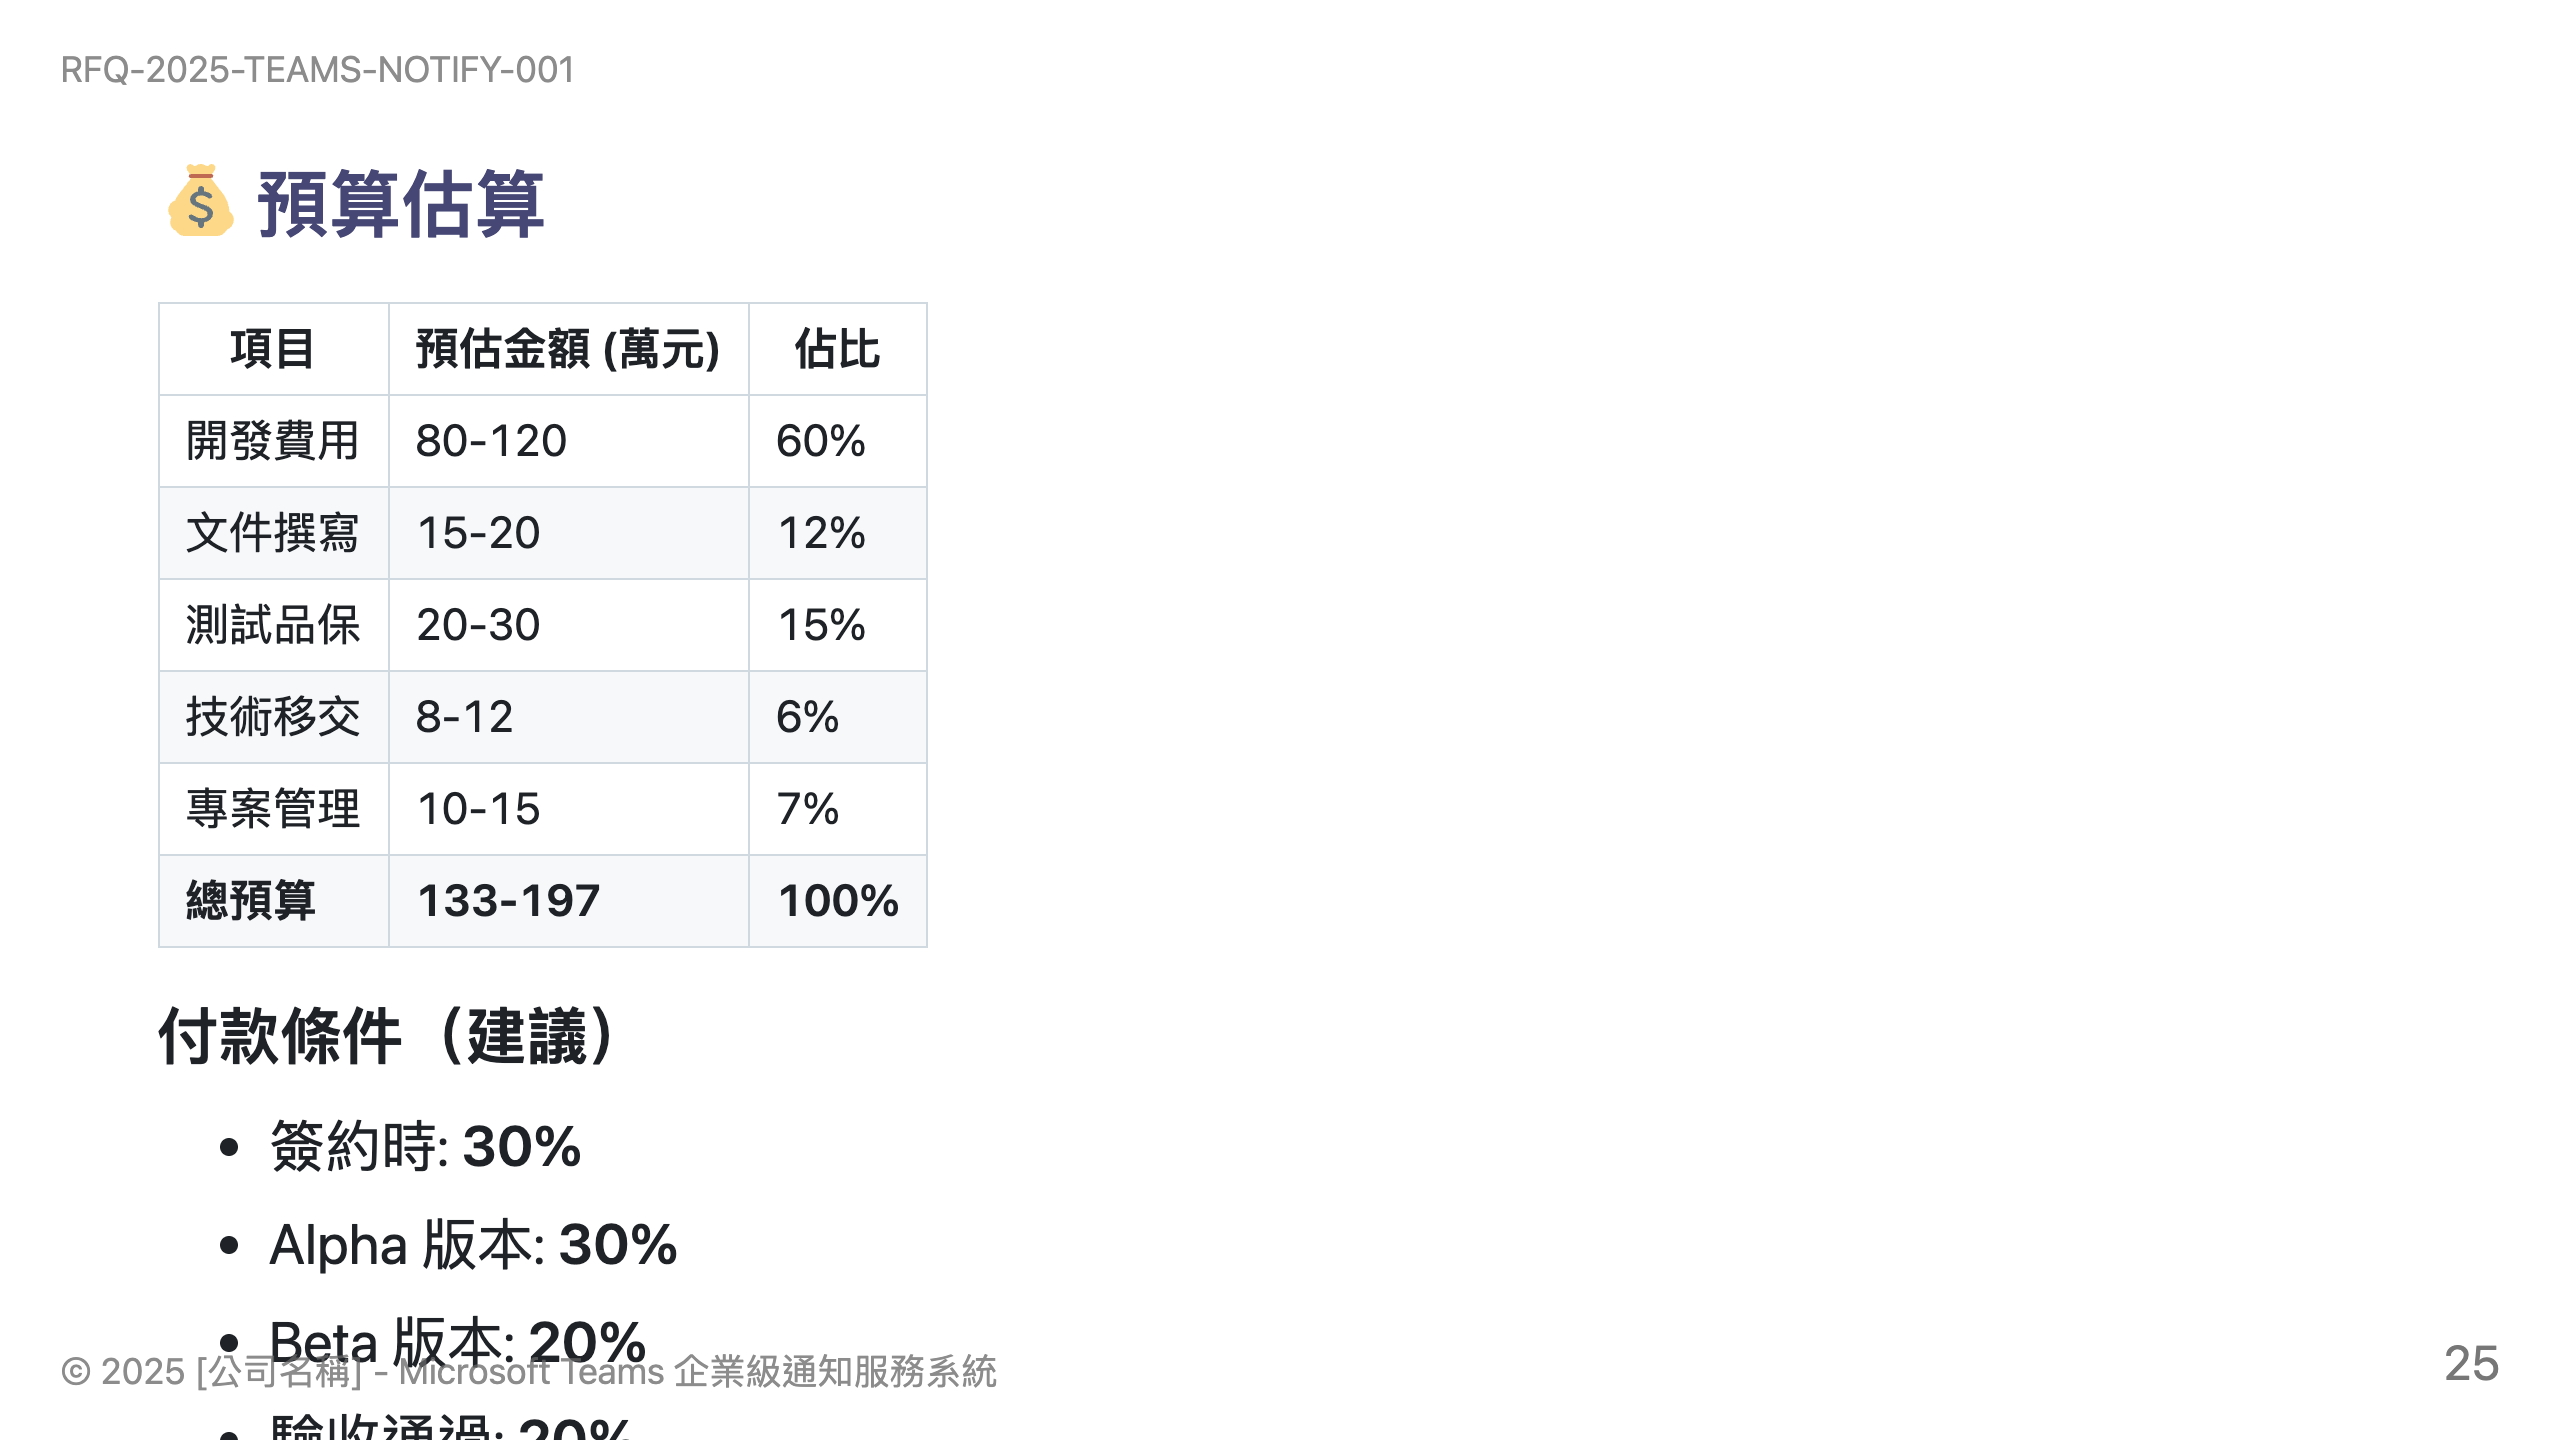 RFQ-2025-TEAMS-NOTIFY-001
預算估算
項目 預估金額 (萬元) 佔比
開發費用 80-120 60%
文件撰寫 15-20 12%
測試品保 20-30 15%
技術移交 8-12 6%
專案管理 10-15 7%
總預算 133-197 100%
付款條件（建議）
• 簽約時: 30%
• Alpha 版本: 30%
• Beta 版本: 20%
© 2025 [公司名稱] - Microsoft Teams 企業級通知服務系統
25
• 驗收通過: 20%